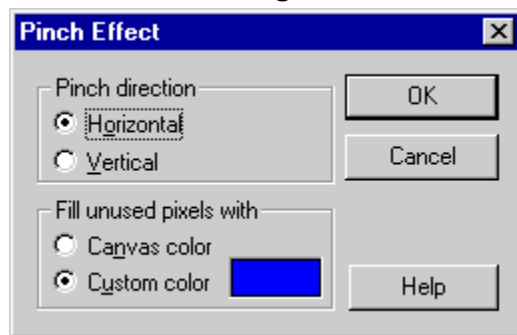 Pinch Effect
Pinch direction
Horizontal
Vertical
Fill unused pixels with
Canvas color
Custom color
OK
Cancel
Help